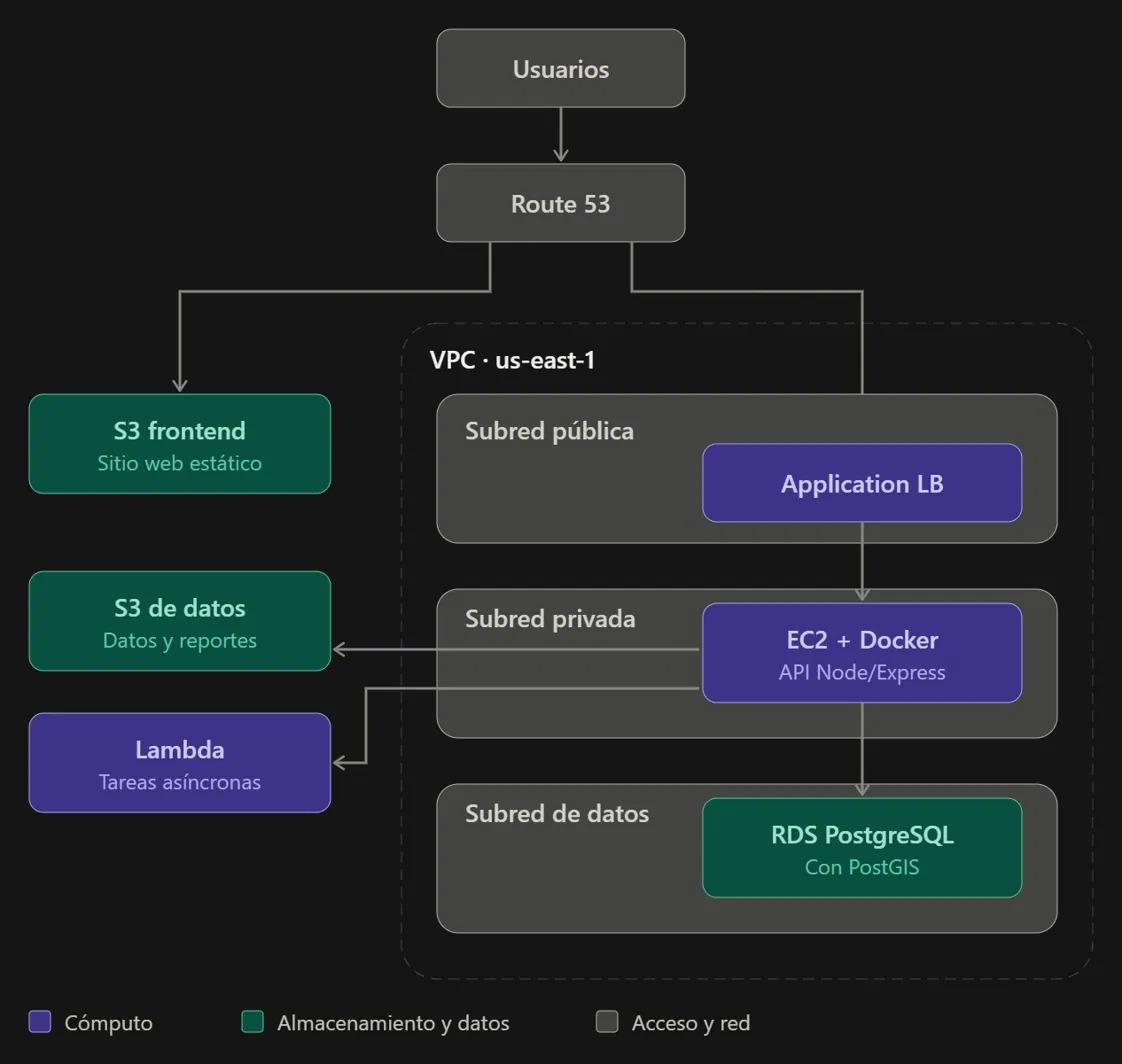 Usuarios
Route 53
VPC · us-east-1
S3 frontend
Sitio web estático
Subred pública
Application LB
S3 de datos
Datos y reportes
Subred privada
EC2 + Docker
API Node/Express
Lambda
Tareas asíncronas
Subred de datos
RDS PostgreSQL
Con PostGIS
Cómputo
Almacenamiento y datos
Acceso y red